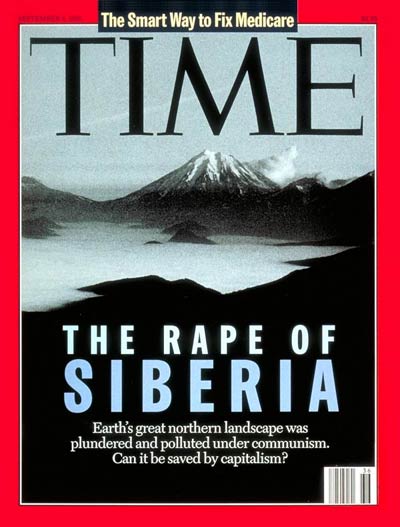 The Smart Way to Fix Medicare
TIME
THE RAPE OF
SIBERIA
Earth's great northern landscape was
plundered and polluted under communism.
Can it be saved by capitalism?
36